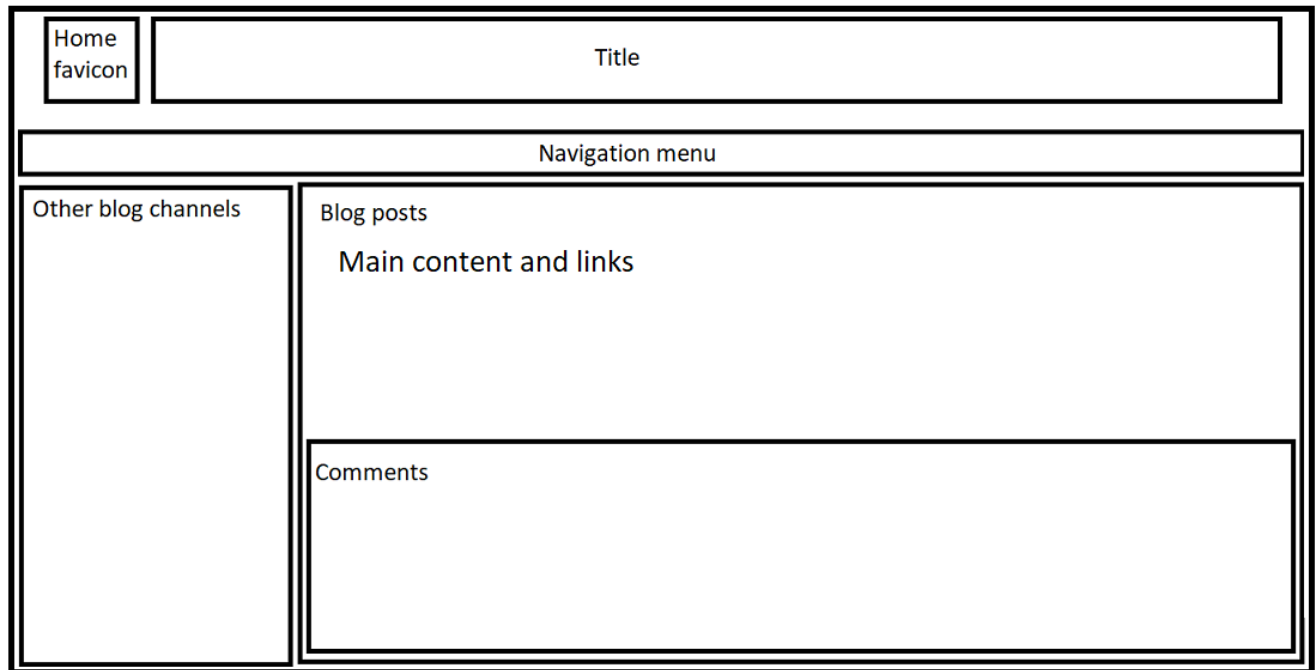 Home
favicon
Title
Navigation menu
Other blog channels
Blog posts
Main content and links
Comments